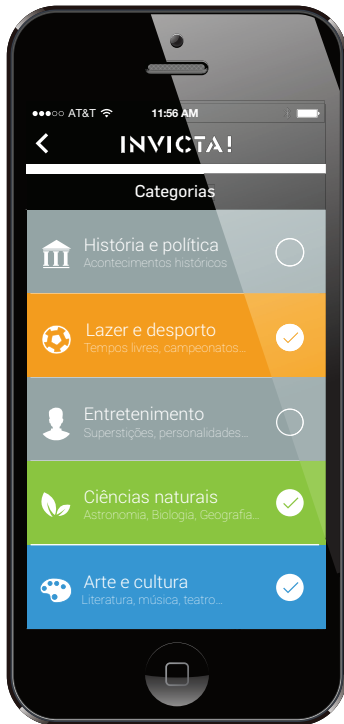 AT&T 11:56 AM
INVICTA!
Categorias
História e política
Acontecimentos históricos
Lazer e desporto
Tempos livres, campeonatos...
Entretenimento
Superstições, personalidades...
Ciências naturais
Astronomia, Biologia, Geografia...
Arte e cultura
Literatura, música, teatro...